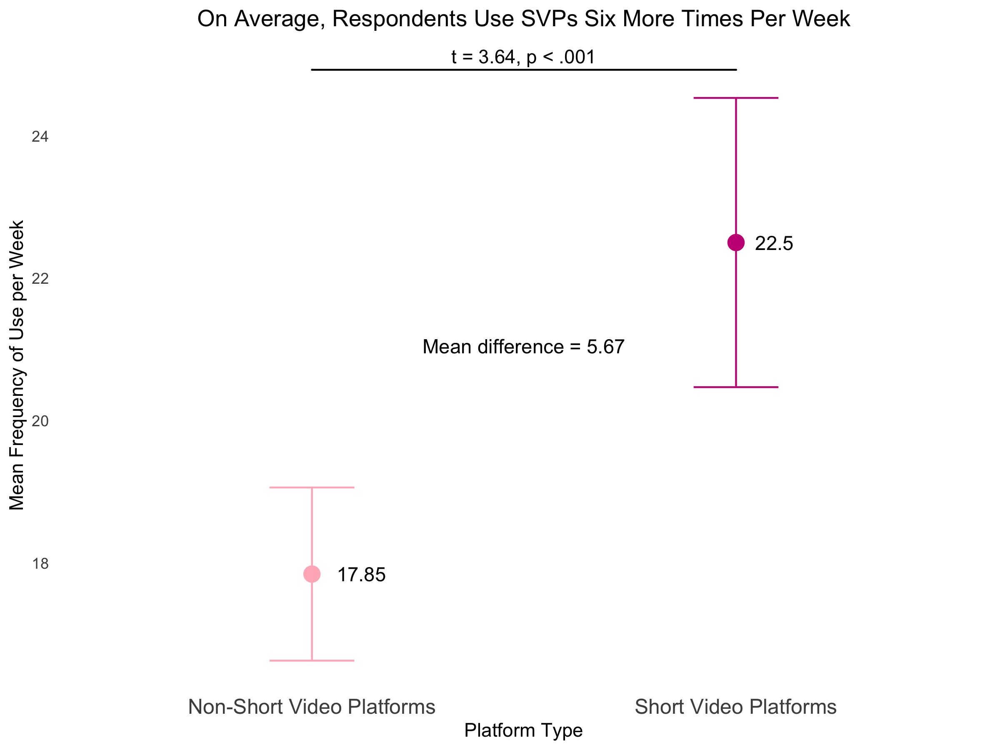 On Average, Respondents Use SVPs Six More Times Per Week
t = 3.64, p < .001
24
22.5
22
Mean difference = 5.67
Mean Frequency of Use per Week
20
18
17.85
Non-Short Video Platforms
Short Video Platforms
Platform Type